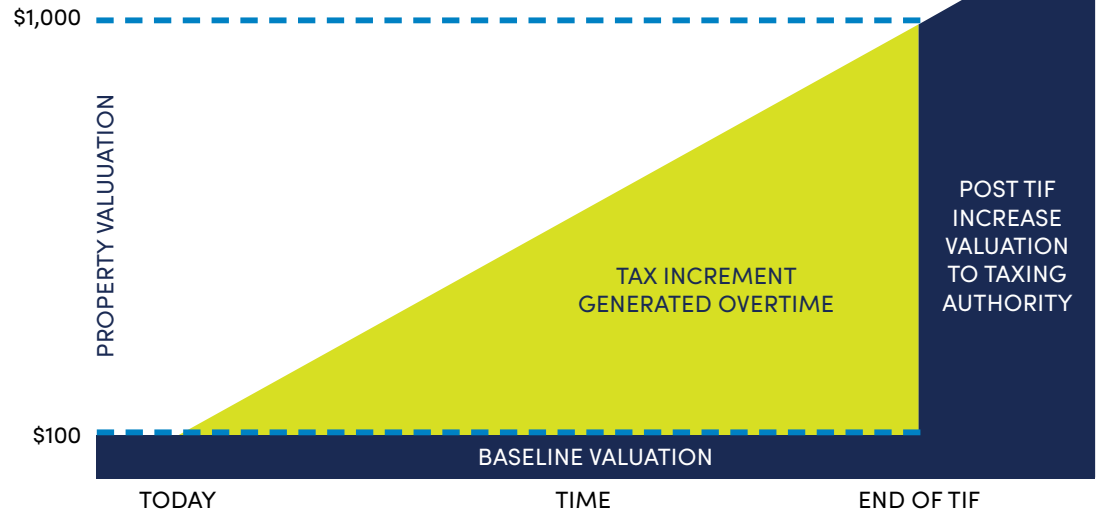 $1,000
PROPERTY VALUUATION
TAX INCREMENT
GENERATED OVERTIME
POST TIF
INCREASE
VALUATION
TO TAXING
AUTHORITY
$100
BASELINE VALUATION
TODAY
TIME
END OF TIF